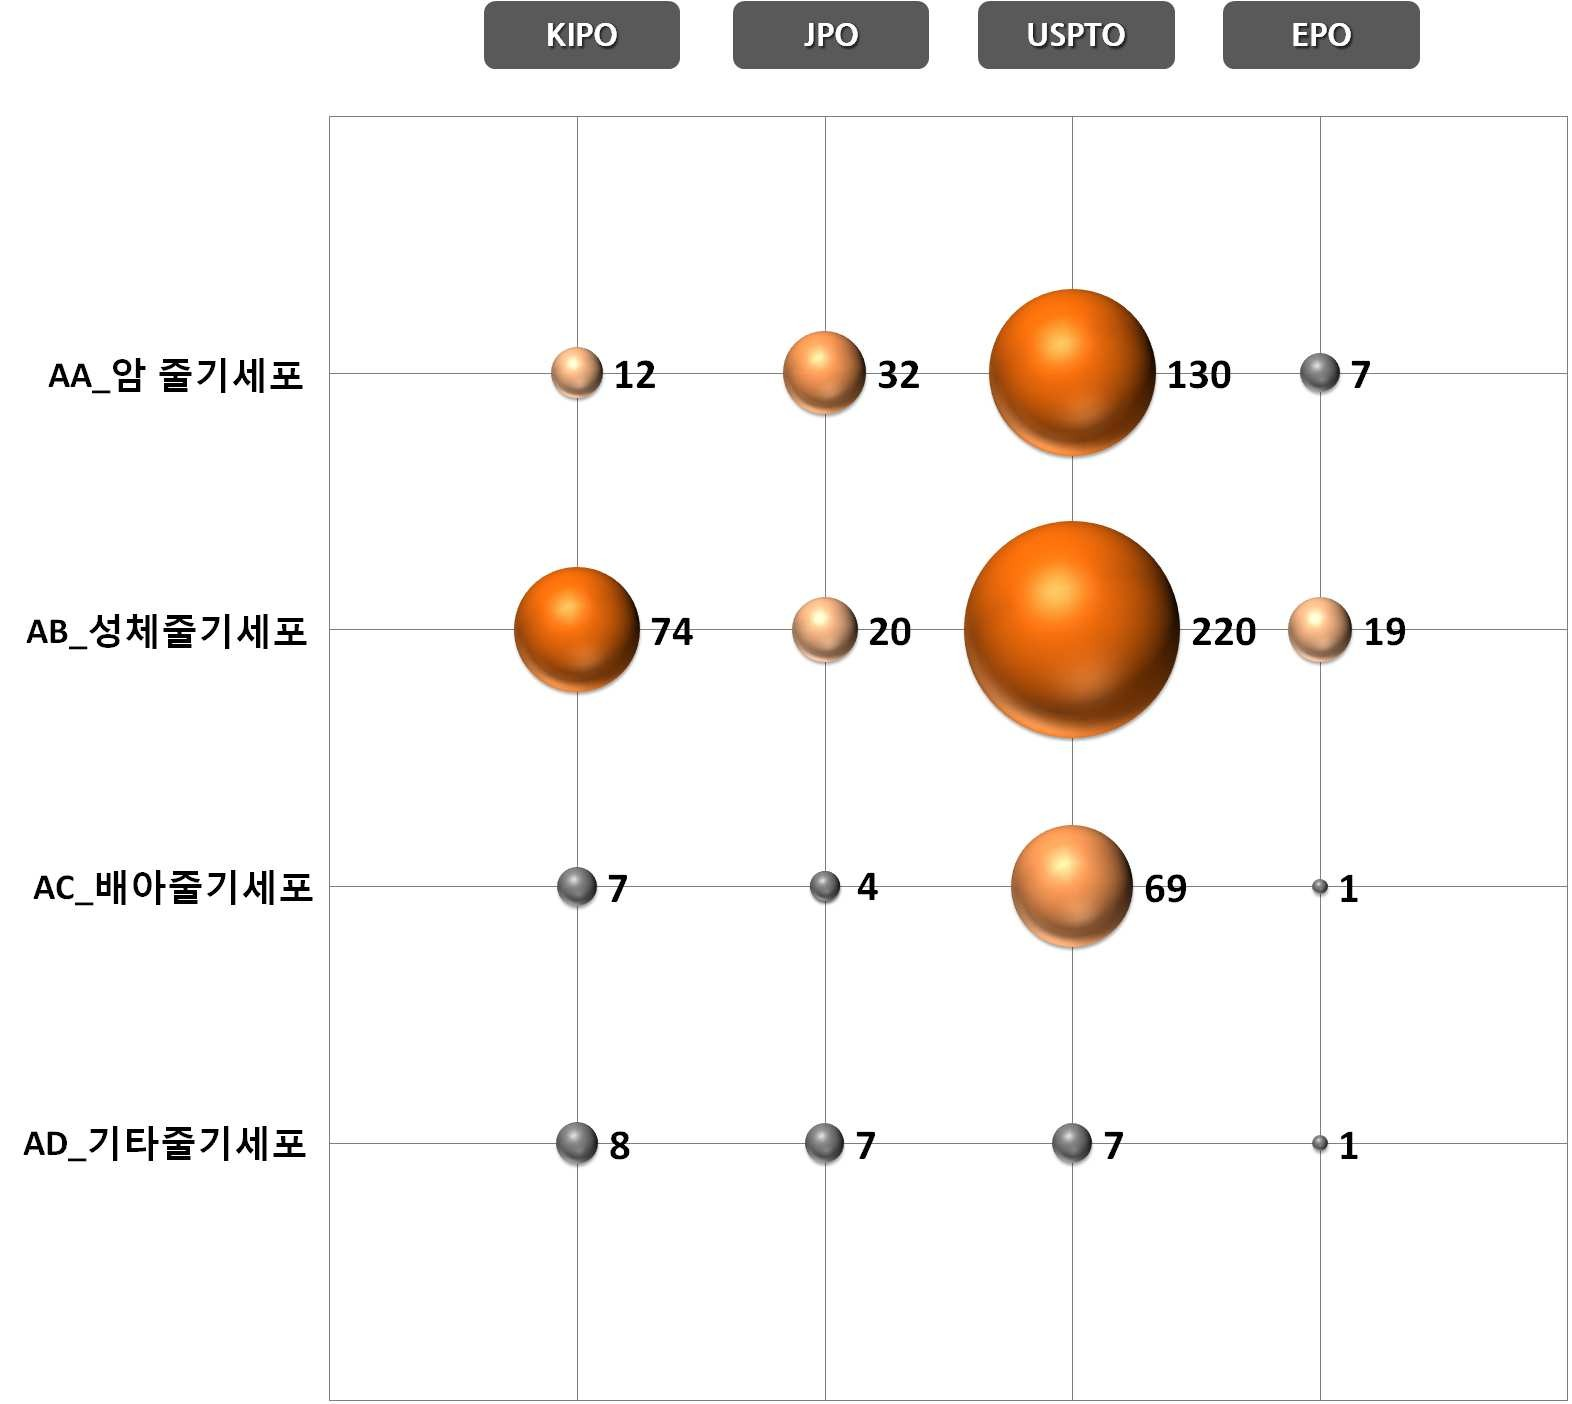 KIPO JPO USPTO EPO
AA_암 줄기세포 12 32 130 7
AB_성체줄기세포 74 20 220 19
AC_배아줄기세포 7 4 69 1
AD_기타줄기세포 8 7 7 1